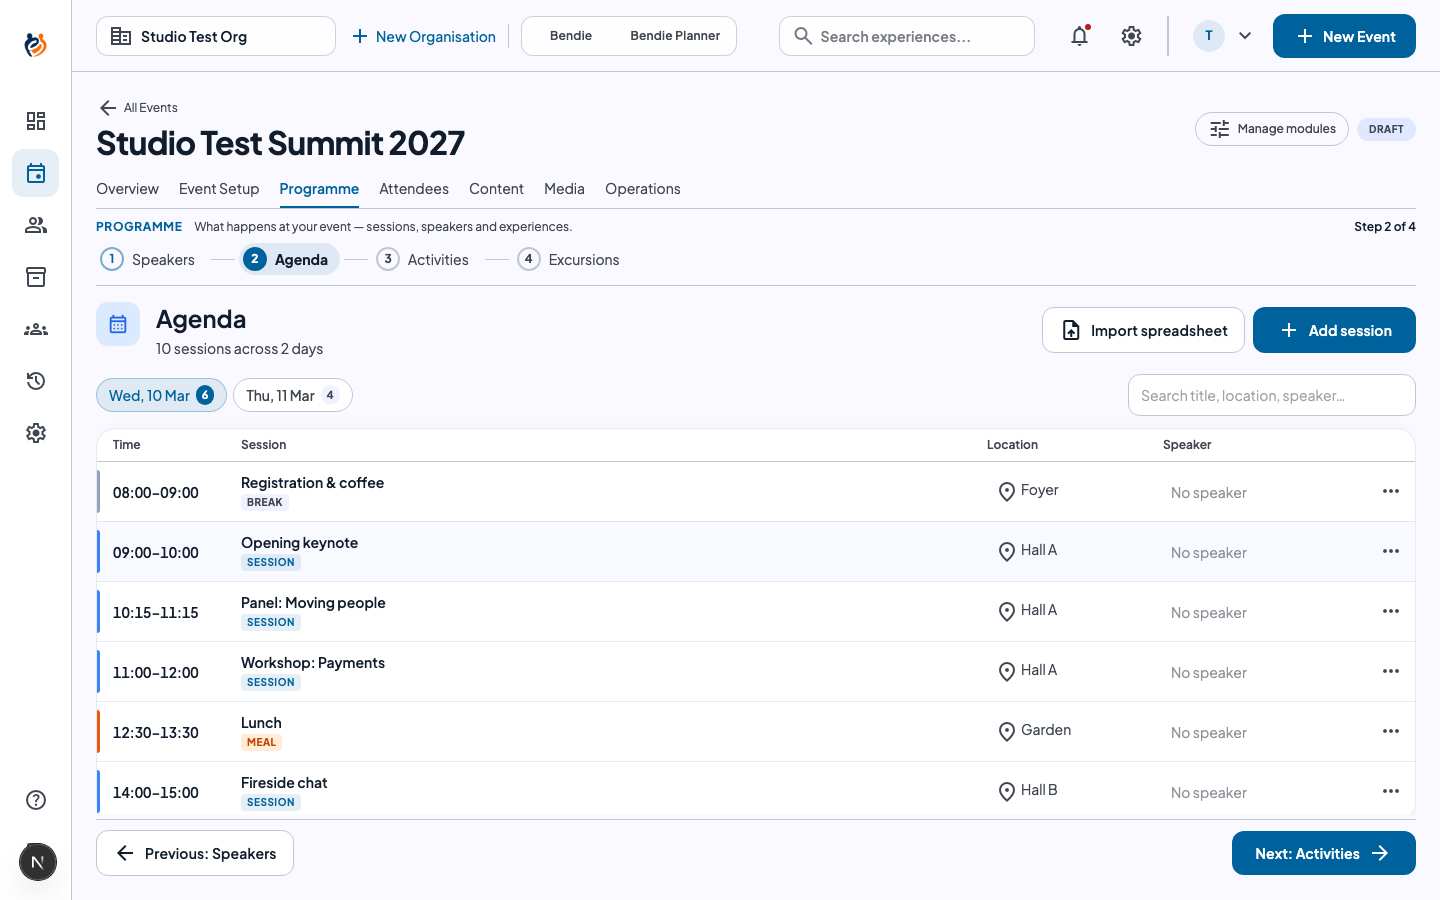 Studio Test Org
New Organisation
Bendie
Bendie Planner
Search experiences...
T
New Event
All Events
Studio Test Summit 2027
Manage modules
DRAFT
Overview
Event Setup
Programme
Attendees
Content
Media
Operations
PROGRAMME What happens at your event — sessions, speakers and experiences.
Step 2 of 4
1 Speakers
2 Agenda
3 Activities
4 Excursions
Agenda
10 sessions across 2 days
Import spreadsheet
Add session
Wed, 10 Mar 6
Thu, 11 Mar 4
Search title, location, speaker...
Time Session Location Speaker
08:00–09:00 Registration & coffee Foyer No speaker
BREAK
09:00–10:00 Opening keynote Hall A No speaker
SESSION
10:15–11:15 Panel: Moving people Hall A No speaker
SESSION
11:00–12:00 Workshop: Payments Hall A No speaker
SESSION
12:30–13:30 Lunch Garden No speaker
MEAL
14:00–15:00 Fireside chat Hall B No speaker
SESSION
Previous: Speakers
Next: Activities
N